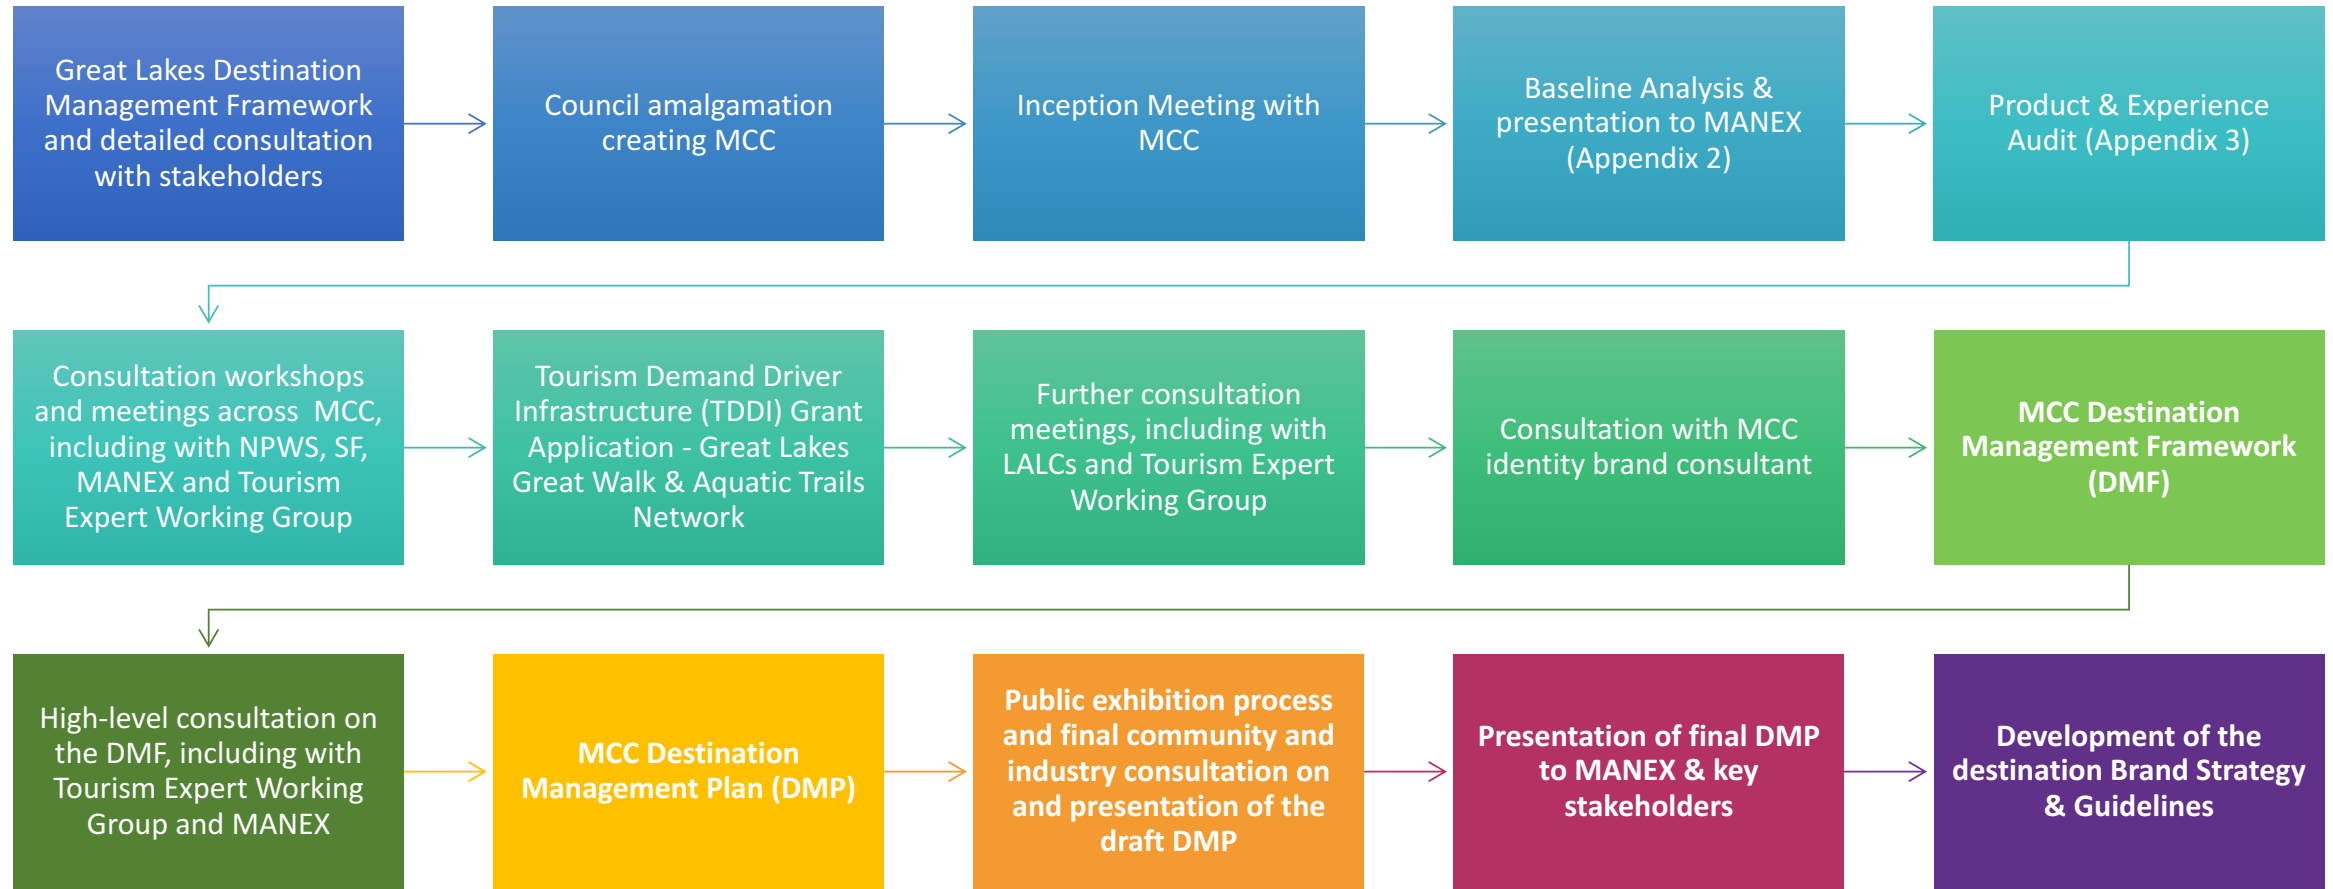 Great Lakes Destination
Management Framework
and detailed consultation
with stakeholders
Council amalgamation
creating MCC
Inception Meeting with
MCC
Baseline Analysis &
presentation to MANEX
(Appendix 2)
Product & Experience
Audit (Appendix 3)
Consultation workshops
and meetings across  MCC,
including with NPWS, SF,
MANEX and Tourism
Expert Working Group
Tourism Demand Driver
Infrastructure (TDDI) Grant
Application - Great Lakes
Great Walk & Aquatic Trails
Network
Further consultation
meetings, including with
LALCs and Tourism Expert
Working Group
Consultation with MCC
identity brand consultant
MCC Destination
Management Framework
(DMF)
High-level consultation on
the DMF, including with
Tourism Expert Working
Group and MANEX
MCC Destination
Management Plan (DMP)
Public exhibition process
and final community and
industry consultation on
and presentation of the
draft DMP
Presentation of final DMP
to MANEX & key
stakeholders
Development of the
destination Brand Strategy
& Guidelines